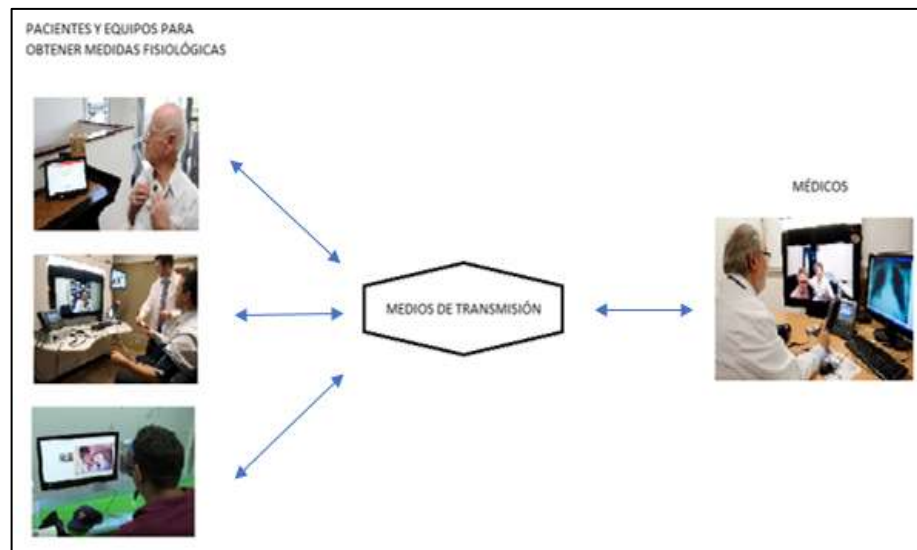 PACIENTES Y EQUIPOS PARA
OBTENER MEDIDAS FISIOLÓGICAS
MÉDICOS
MEDIOS DE TRANSMISIÓN